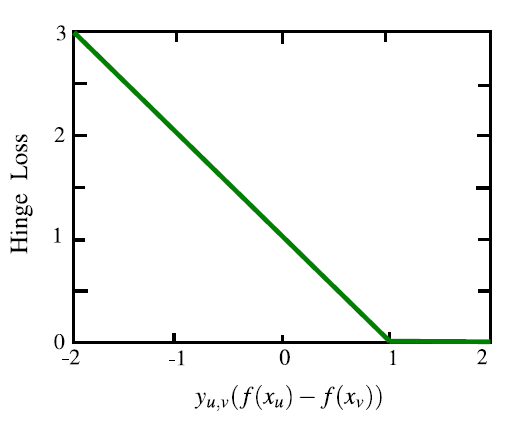 Hinge Loss
3
2
1
0
-2 -1 0 1 2
y_{u,v}(f(x_u) − f(x_v))